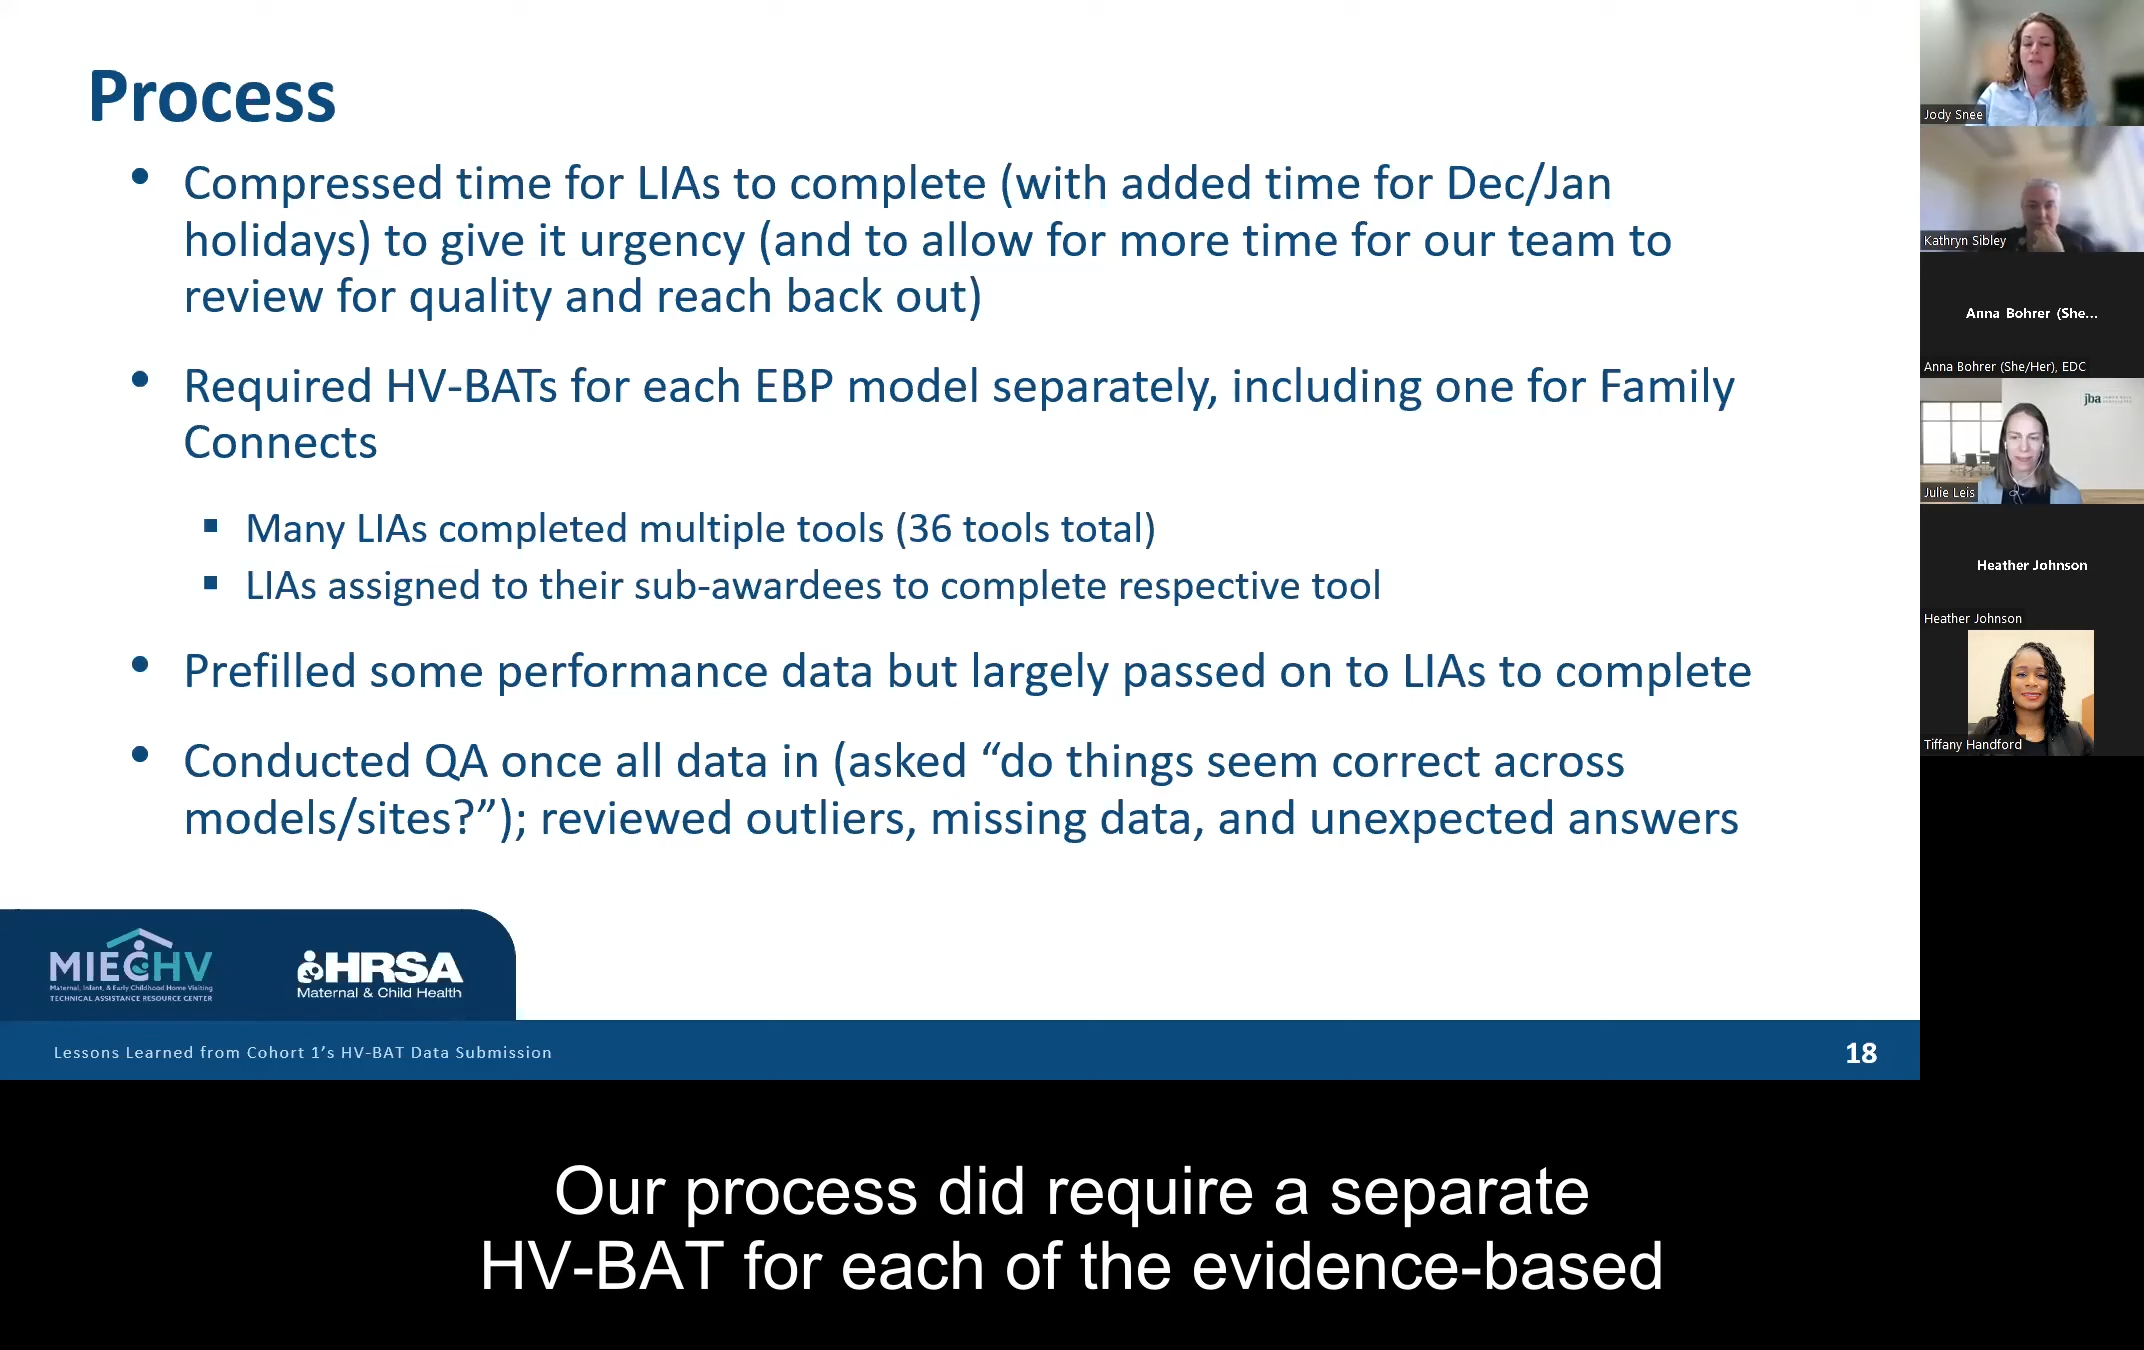 Process
• Compressed time for LIAs to complete (with added time for Dec/Jan
holidays) to give it urgency (and to allow for more time for our team to
review for quality and reach back out)
• Required HV-BATs for each EBP model separately, including one for Family
Connects
▪ Many LIAs completed multiple tools (36 tools total)
▪ LIAs assigned to their sub-awardees to complete respective tool
• Prefilled some performance data but largely passed on to LIAs to complete
• Conducted QA once all data in (asked “do things seem correct across
models/sites?”); reviewed outliers, missing data, and unexpected answers
MIECHV
Maternal, Infant, & Early Childhood Home Visiting
TECHNICAL ASSISTANCE RESOURCE CENTER
HRSA
Maternal & Child Health
Lessons Learned from Cohort 1’s HV-BAT Data Submission
18
Jody Snee
Kathryn Sibley
Anna Bohrer (She...
Anna Bohrer (She/Her), EDC
jba
Julie Leis
Heather Johnson
Heather Johnson
Tiffany Handford
Our process did require a separate
HV-BAT for each of the evidence-based